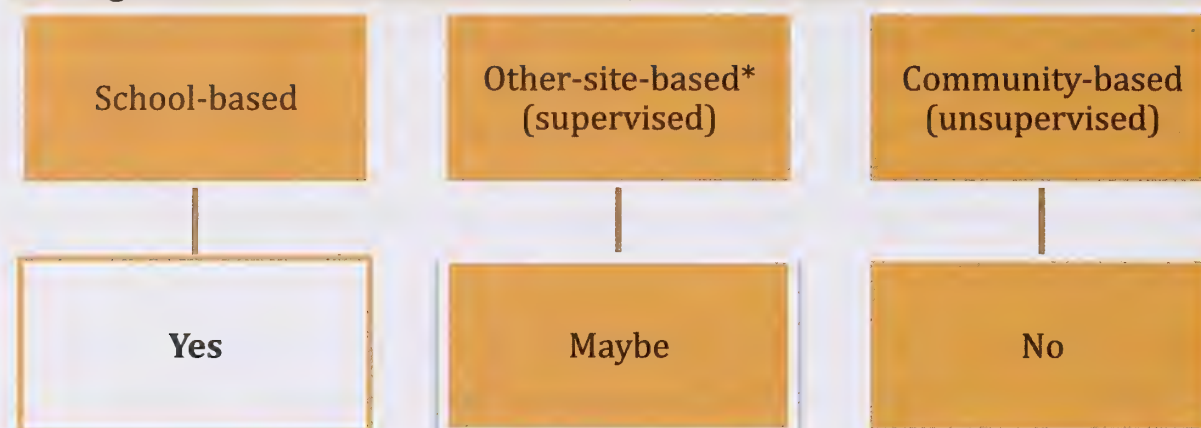 School-based
Other-site-based*
(supervised)
Community-based
(unsupervised)
Yes
Maybe
No